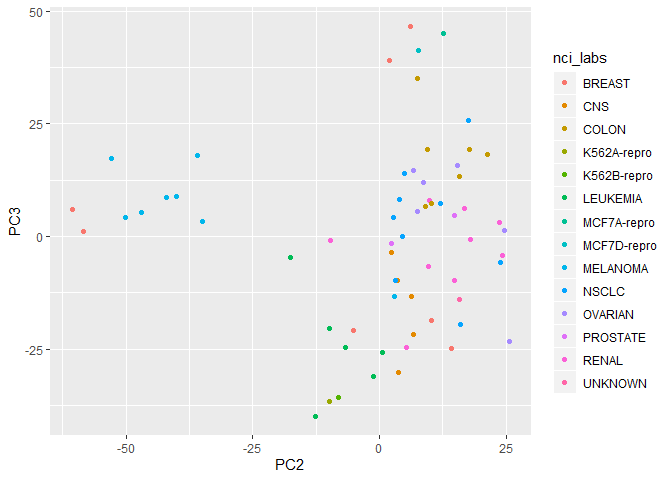 50
25
0
-25
PC3
-50
-25
0
25
PC2
nci_labs
BREAST
CNS
COLON
K562A-repro
K562B-repro
LEUKEMIA
MCF7A-repro
MCF7D-repro
MELANOMA
NSCLC
OVARIAN
PROSTATE
RENAL
UNKNOWN